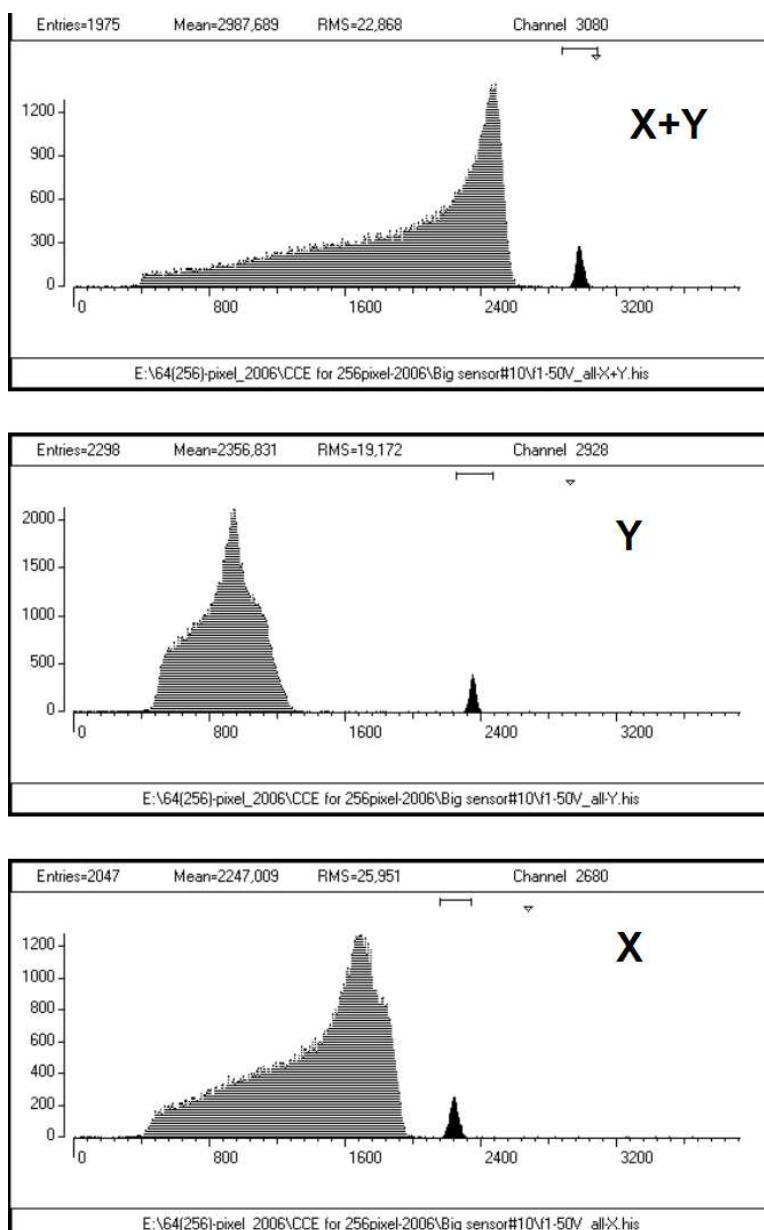 Entries=1975 Mean=2987,689 RMS=22,868 Channel 3080
X+Y
1200
900
600
300
0
0 800 1600 2400 3200
E:\64(256)-pixel_2006\CCE for 256pixel-2006\Big sensor#10\f1-50V_all-X+Y.his
Entries=2298 Mean=2356,831 RMS=19,172 Channel 2928
Y
2000
1500
1000
500
0
0 800 1600 2400 3200
E:\64(256)-pixel_2006\CCE for 256pixel-2006\Big sensor#10\f1-50V_all-Y.his
Entries=2047 Mean=2247,009 RMS=25,951 Channel 2680
X
1200
1000
800
600
400
200
0
0 800 1600 2400 3200
E:\64(256)-pixel_2006\CCE for 256pixel-2006\Big sensor#10\f1-50V_all-X.his